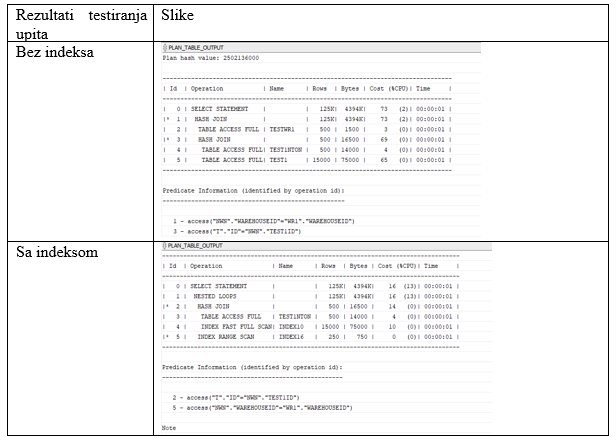 Rezultati testiranja upita
Slike
Bez indeksa
PLAN_TABLE_OUTPUT
Plan hash value: 2502136000
--------------------------------------------------------------------------------
| Id | Operation | Name | Rows | Bytes | Cost (%CPU)| Time |
--------------------------------------------------------------------------------
| 0 | SELECT STATEMENT | | 125K| 4394K| 73 (2)| 00:00:01 |
|* 1 | HASH JOIN | | 125K| 4394K| 73 (2)| 00:00:01 |
| 2 | TABLE ACCESS FULL | TESTWR1 | 500 | 1500 | 3 (0)| 00:00:01 |
|* 3 | HASH JOIN | | 500 | 16500 | 69 (0)| 00:00:01 |
| 4 | TABLE ACCESS FULL| TEST1NTON | 500 | 14000 | 4 (0)| 00:00:01 |
| 5 | TABLE ACCESS FULL| TEST1 | 15000 | 75000 | 65 (0)| 00:00:01 |
--------------------------------------------------------------------------------
Predicate Information (identified by operation id):
---------------------------------------------------
1 - access("NWN"."WAREHOUSEID"="WR1"."WAREHOUSEID")
3 - access("T"."ID"="NWN"."TEST1ID")
Sa indeksom
PLAN_TABLE_OUTPUT
--------------------------------------------------------------------------------
| Id | Operation | Name | Rows | Bytes | Cost (%CPU)| Time |
--------------------------------------------------------------------------------
| 0 | SELECT STATEMENT | | 125K| 4394K| 16 (13)| 00:00:01 |
| 1 | NESTED LOOPS | | 125K| 4394K| 16 (13)| 00:00:01 |
|* 2 | HASH JOIN | | 500 | 16500 | 14 (0)| 00:00:01 |
| 3 | TABLE ACCESS FULL | TEST1NTON | 500 | 14000 | 4 (0)| 00:00:01 |
| 4 | INDEX FAST FULL SCAN| INDEX10 | 15000 | 75000 | 10 (0)| 00:00:01 |
|* 5 | INDEX RANGE SCAN | INDEX16 | 250 | 750 | 0 (0)| 00:00:01 |
--------------------------------------------------------------------------------
Predicate Information (identified by operation id):
---------------------------------------------------
2 - access("T"."ID"="NWN"."TEST1ID")
5 - access("NWN"."WAREHOUSEID"="WR1"."WAREHOUSEID")
Note